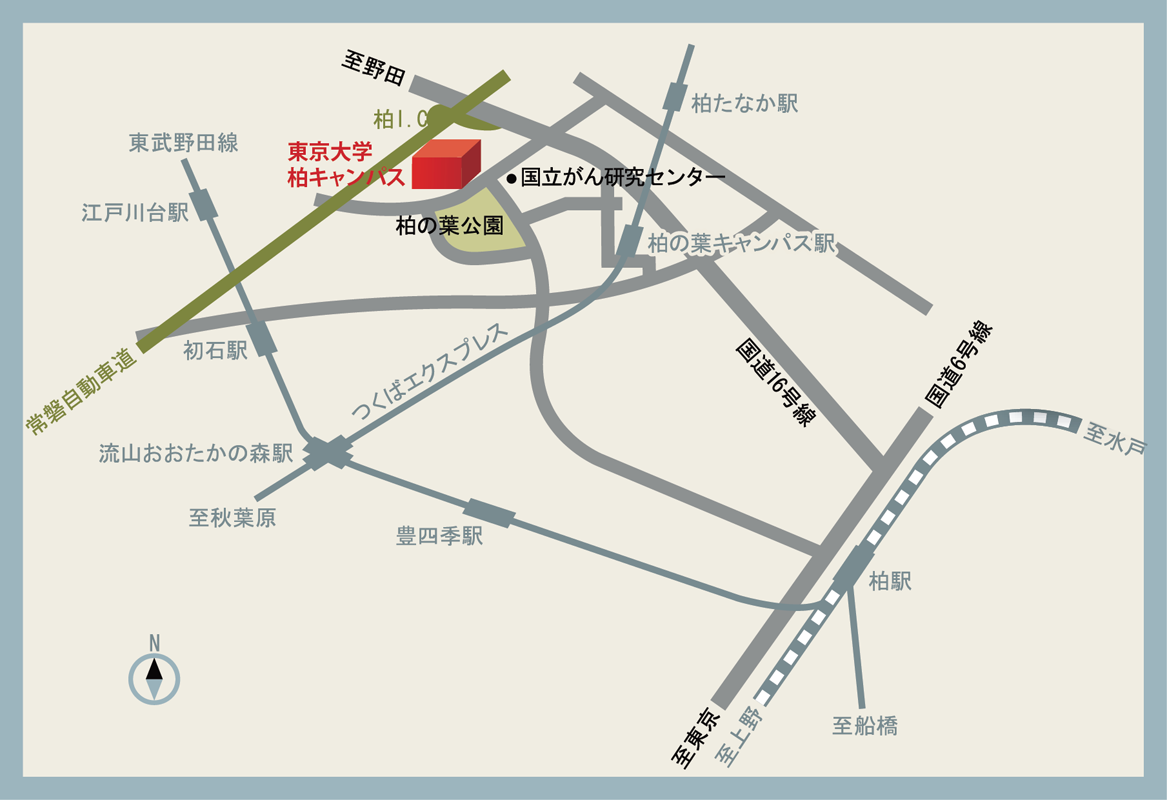 至野田
柏I.C
柏たなか駅
東武野田線
東京大学
柏キャンパス
国立がん研究センター
江戸川台駅
柏の葉公園
柏の葉キャンパス駅
初石駅
つくばエクスプレス
国道16号線
国道6号線
常磐自動車道
流山おおたかの森駅
至水戸
至秋葉原
豊四季駅
柏駅
N
至東京
至上野
至船橋